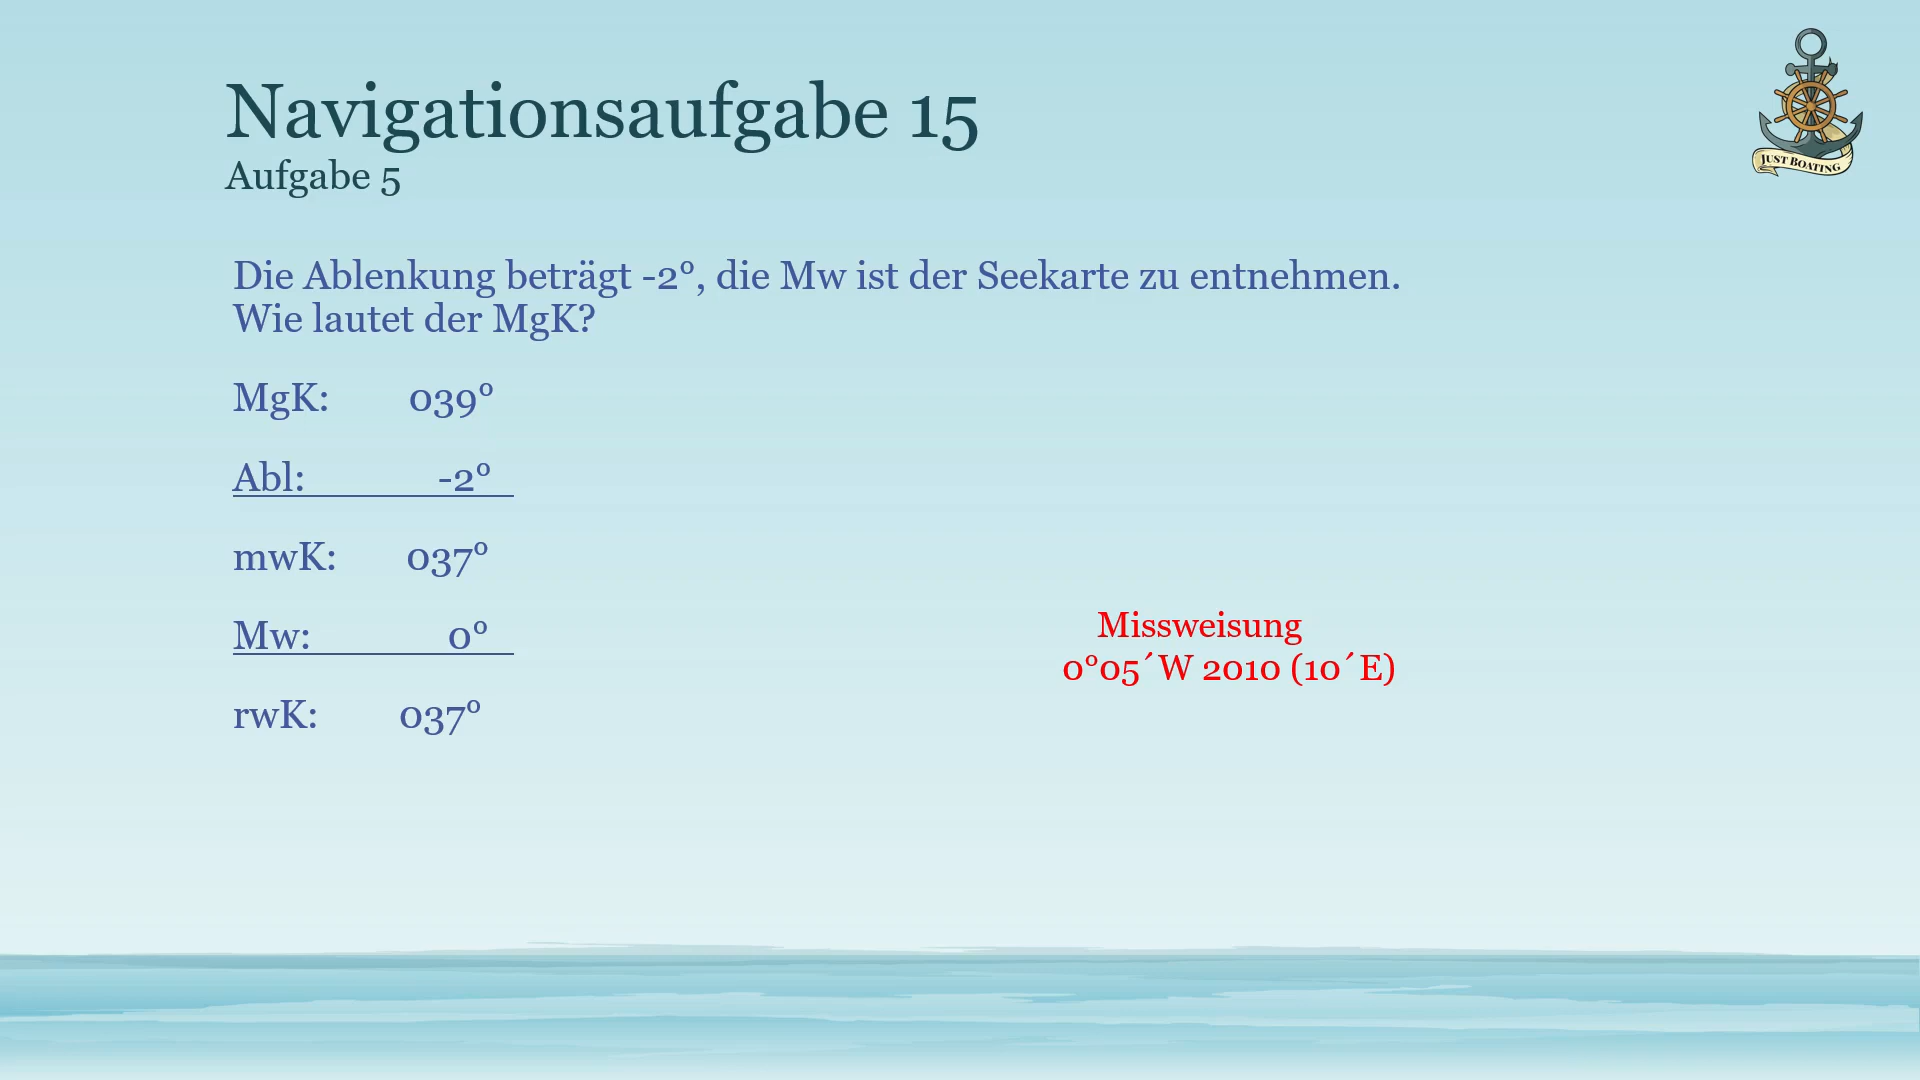 Navigationsaufgabe 15
Aufgabe 5
JUST BOATING
Die Ablenkung beträgt -2°, die Mw ist der Seekarte zu entnehmen.
Wie lautet der MgK?
MgK: 039°
Abl: -2°
mwK: 037°
Mw: 0°
Missweisung
0°05´W 2010 (10´E)
rwK: 037°